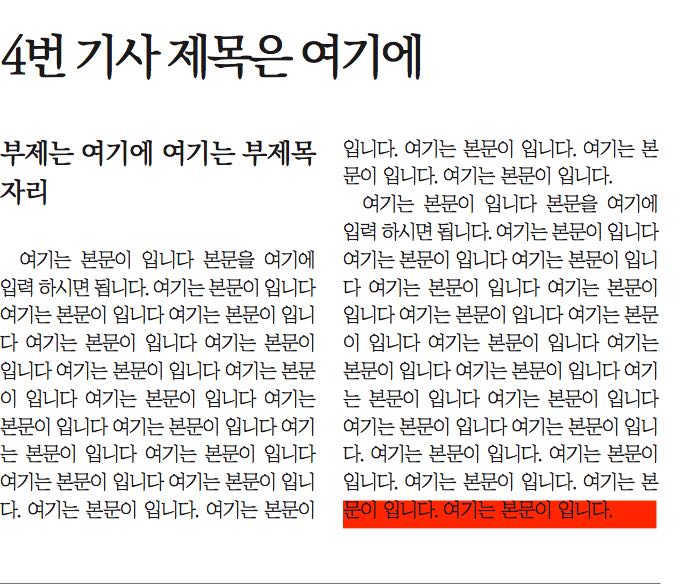 4번 기사 제목은 여기에
부제는 여기에 여기는 부제목
자리
여기는 본문이 입니다 본문을 여기에
입력 하시면 됩니다. 여기는 본문이 입니다
여기는 본문이 입니다 여기는 본문이 입니
다 여기는 본문이 입니다 여기는 본문이
입니다 여기는 본문이 입니다 여기는 본문
이 입니다 여기는 본문이 입니다 여기는
본문이 입니다 여기는 본문이 입니다 여기
는 본문이 입니다 여기는 본문이 입니다
여기는 본문이 입니다 여기는 본문이 입니
다. 여기는 본문이 입니다. 여기는 본문이
입니다. 여기는 본문이 입니다. 여기는 본
문이 입니다. 여기는 본문이 입니다.
여기는 본문이 입니다 본문을 여기에
입력 하시면 됩니다. 여기는 본문이 입니다
여기는 본문이 입니다 여기는 본문이 입니
다 여기는 본문이 입니다 여기는 본문이
입니다 여기는 본문이 입니다 여기는 본문
이 입니다 여기는 본문이 입니다 여기는
본문이 입니다 여기는 본문이 입니다 여기
는 본문이 입니다 여기는 본문이 입니다
여기는 본문이 입니다 여기는 본문이 입니
다. 여기는 본문이 입니다. 여기는 본문이
입니다. 여기는 본문이 입니다. 여기는 본
문이 입니다. 여기는 본문이 입니다.